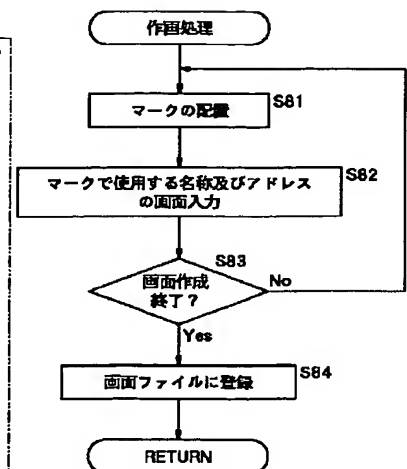 作画処理
マークの配置
S81
マークで使用する名称及びアドレス
の画面入力
S82
画面作成
終了？
S83
No
Yes
画面ファイルに登録
S84
RETURN